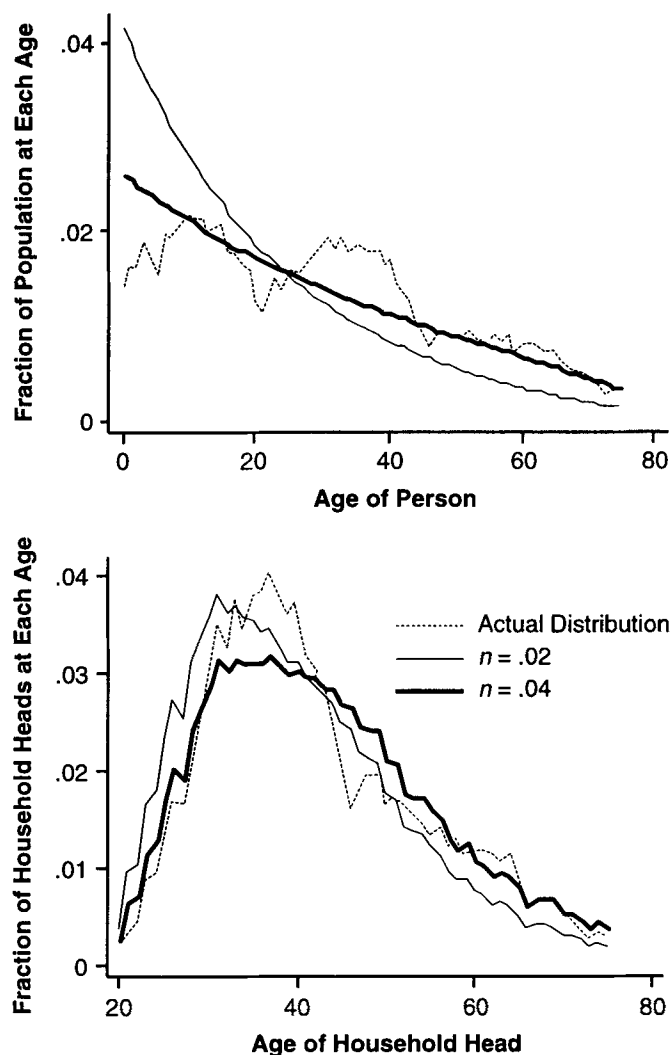 Fraction of Population at Each Age
.04
.02
0
0 20 40 60 80
Age of Person
Fraction of Household Heads at Each Age
.04
.03
.02
.01
0
Actual Distribution
n = .02
n = .04
20 40 60 80
Age of Household Head